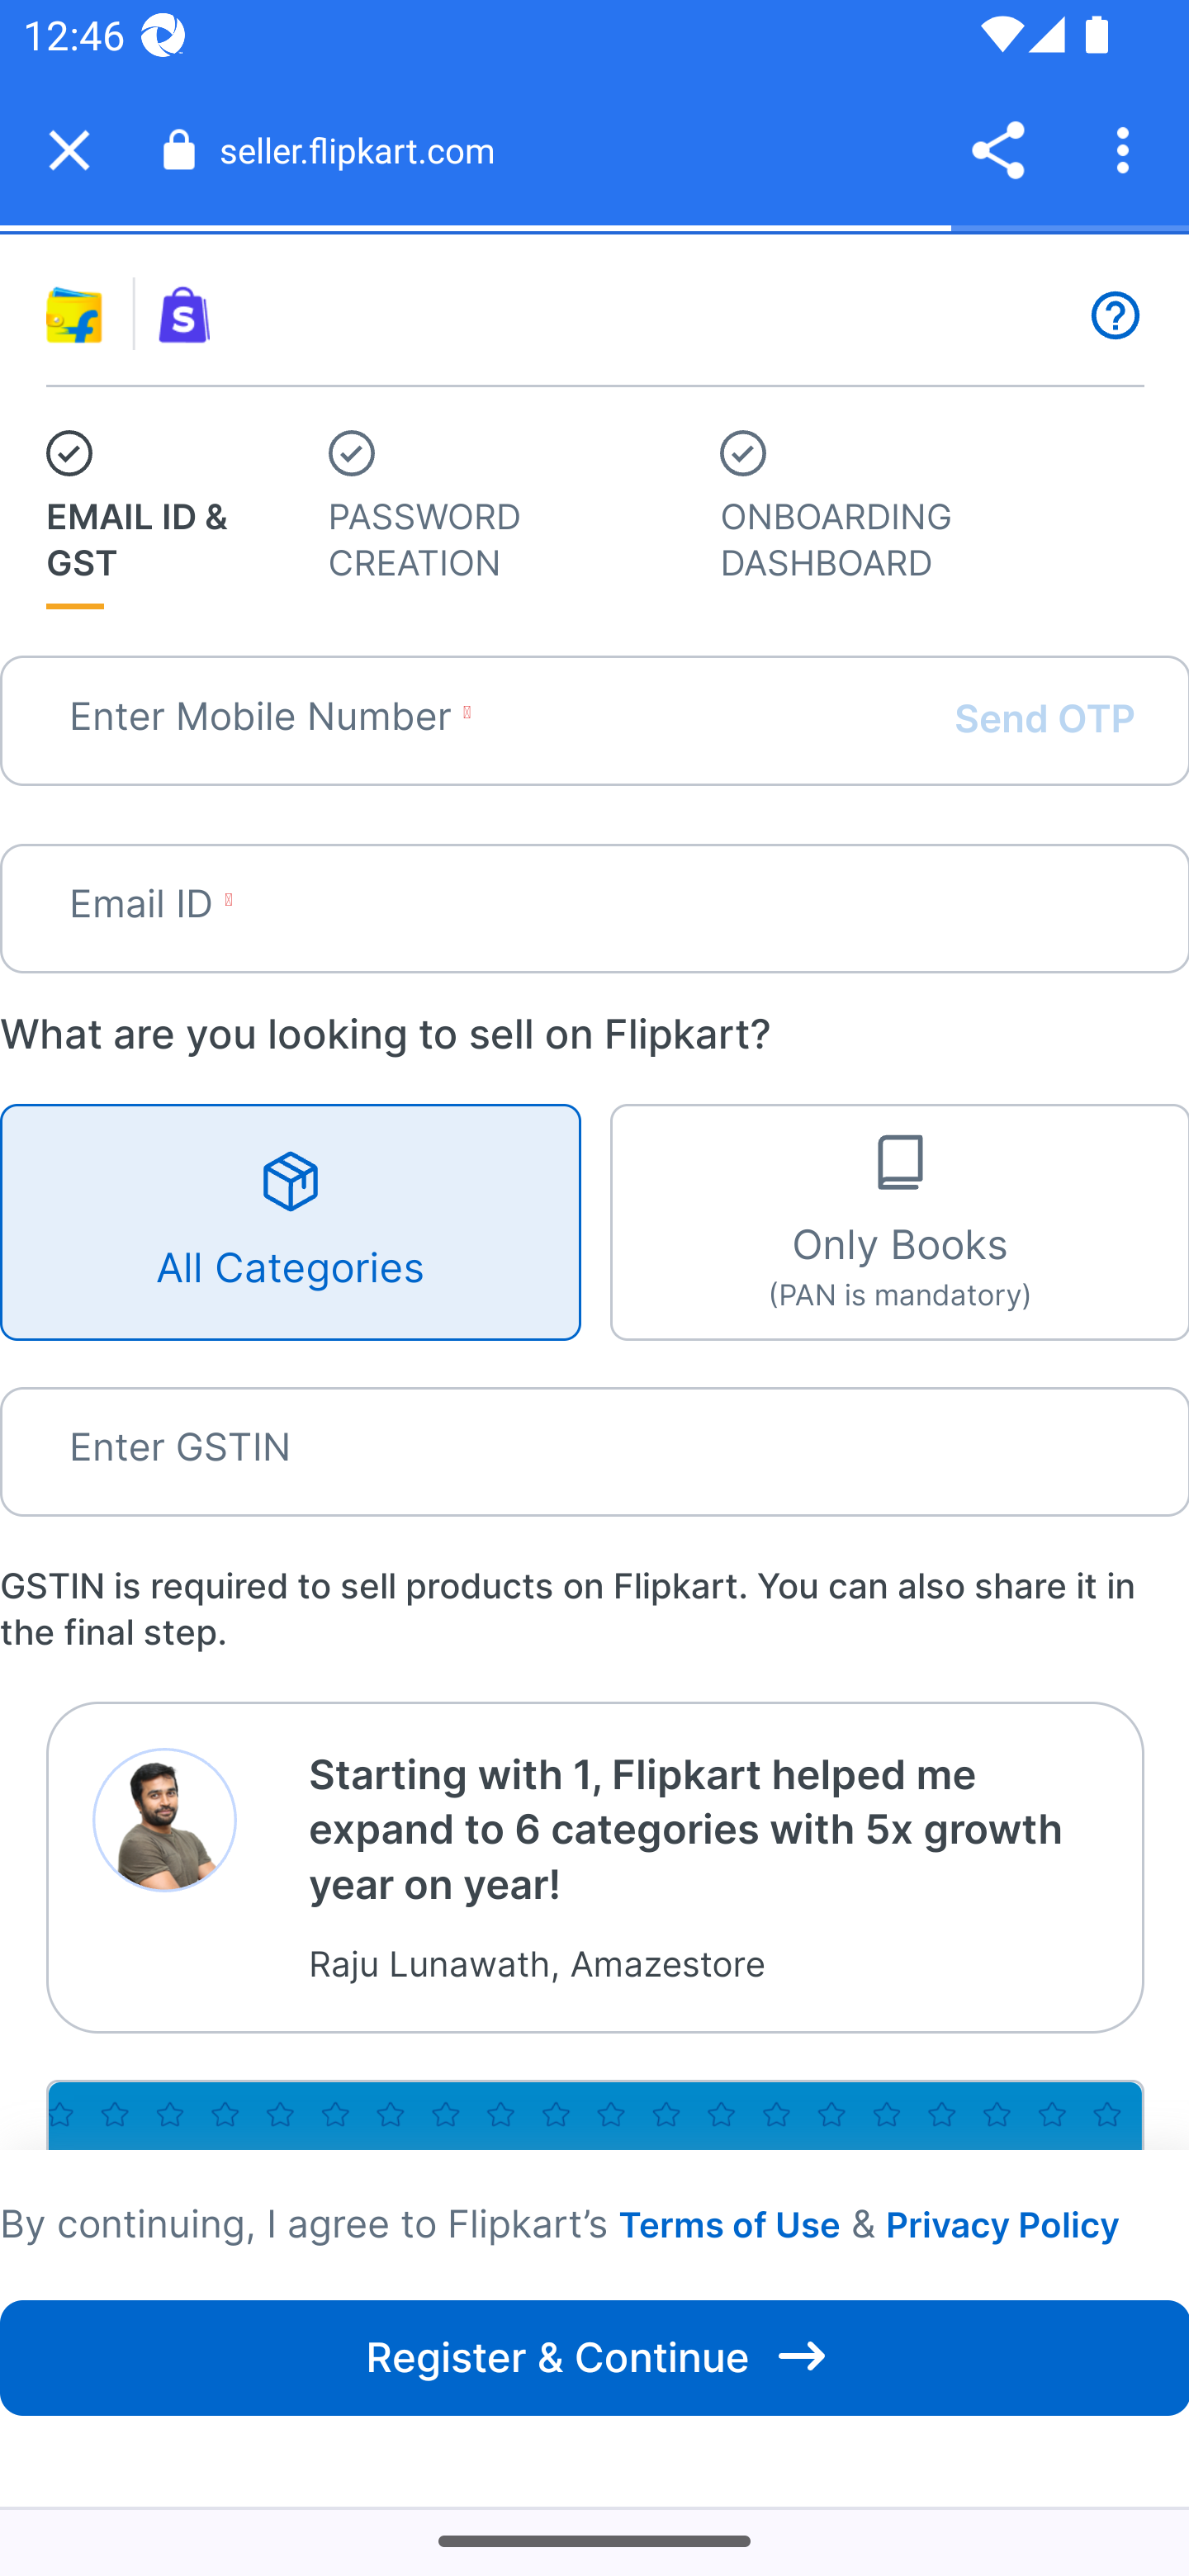 12:46
seller.flipkart.com
EMAIL ID &
GST
PASSWORD
CREATION
ONBOARDING
DASHBOARD
Enter Mobile Number
Send OTP
Email ID
What are you looking to sell on Flipkart?
All Categories
Only Books
(PAN is mandatory)
Enter GSTIN
GSTIN is required to sell products on Flipkart. You can also share it in
the final step.
Starting with 1, Flipkart helped me
expand to 6 categories with 5x growth
year on year!
Raju Lunawath, Amazestore
By continuing, I agree to Flipkart’s Terms of Use & Privacy Policy
Register & Continue →